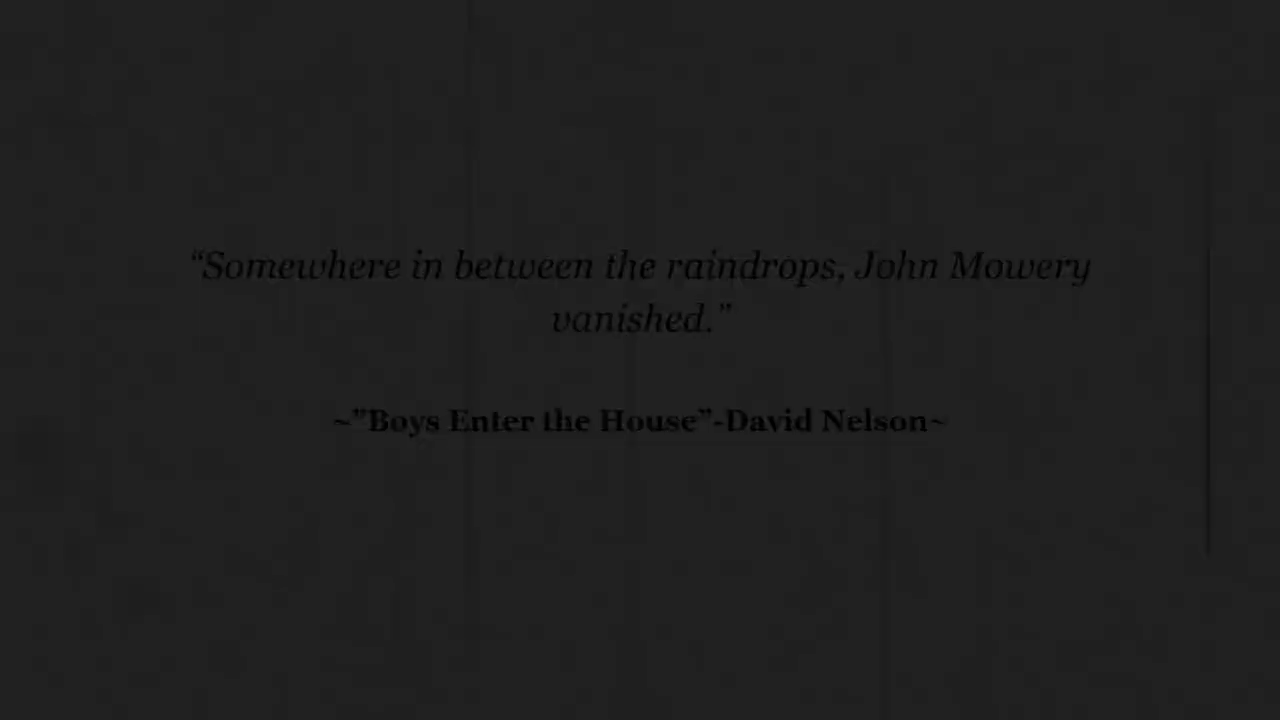 “Somewhere in between the raindrops, John Mowery
vanished.”
~”Boys Enter the House”-David Nelson~